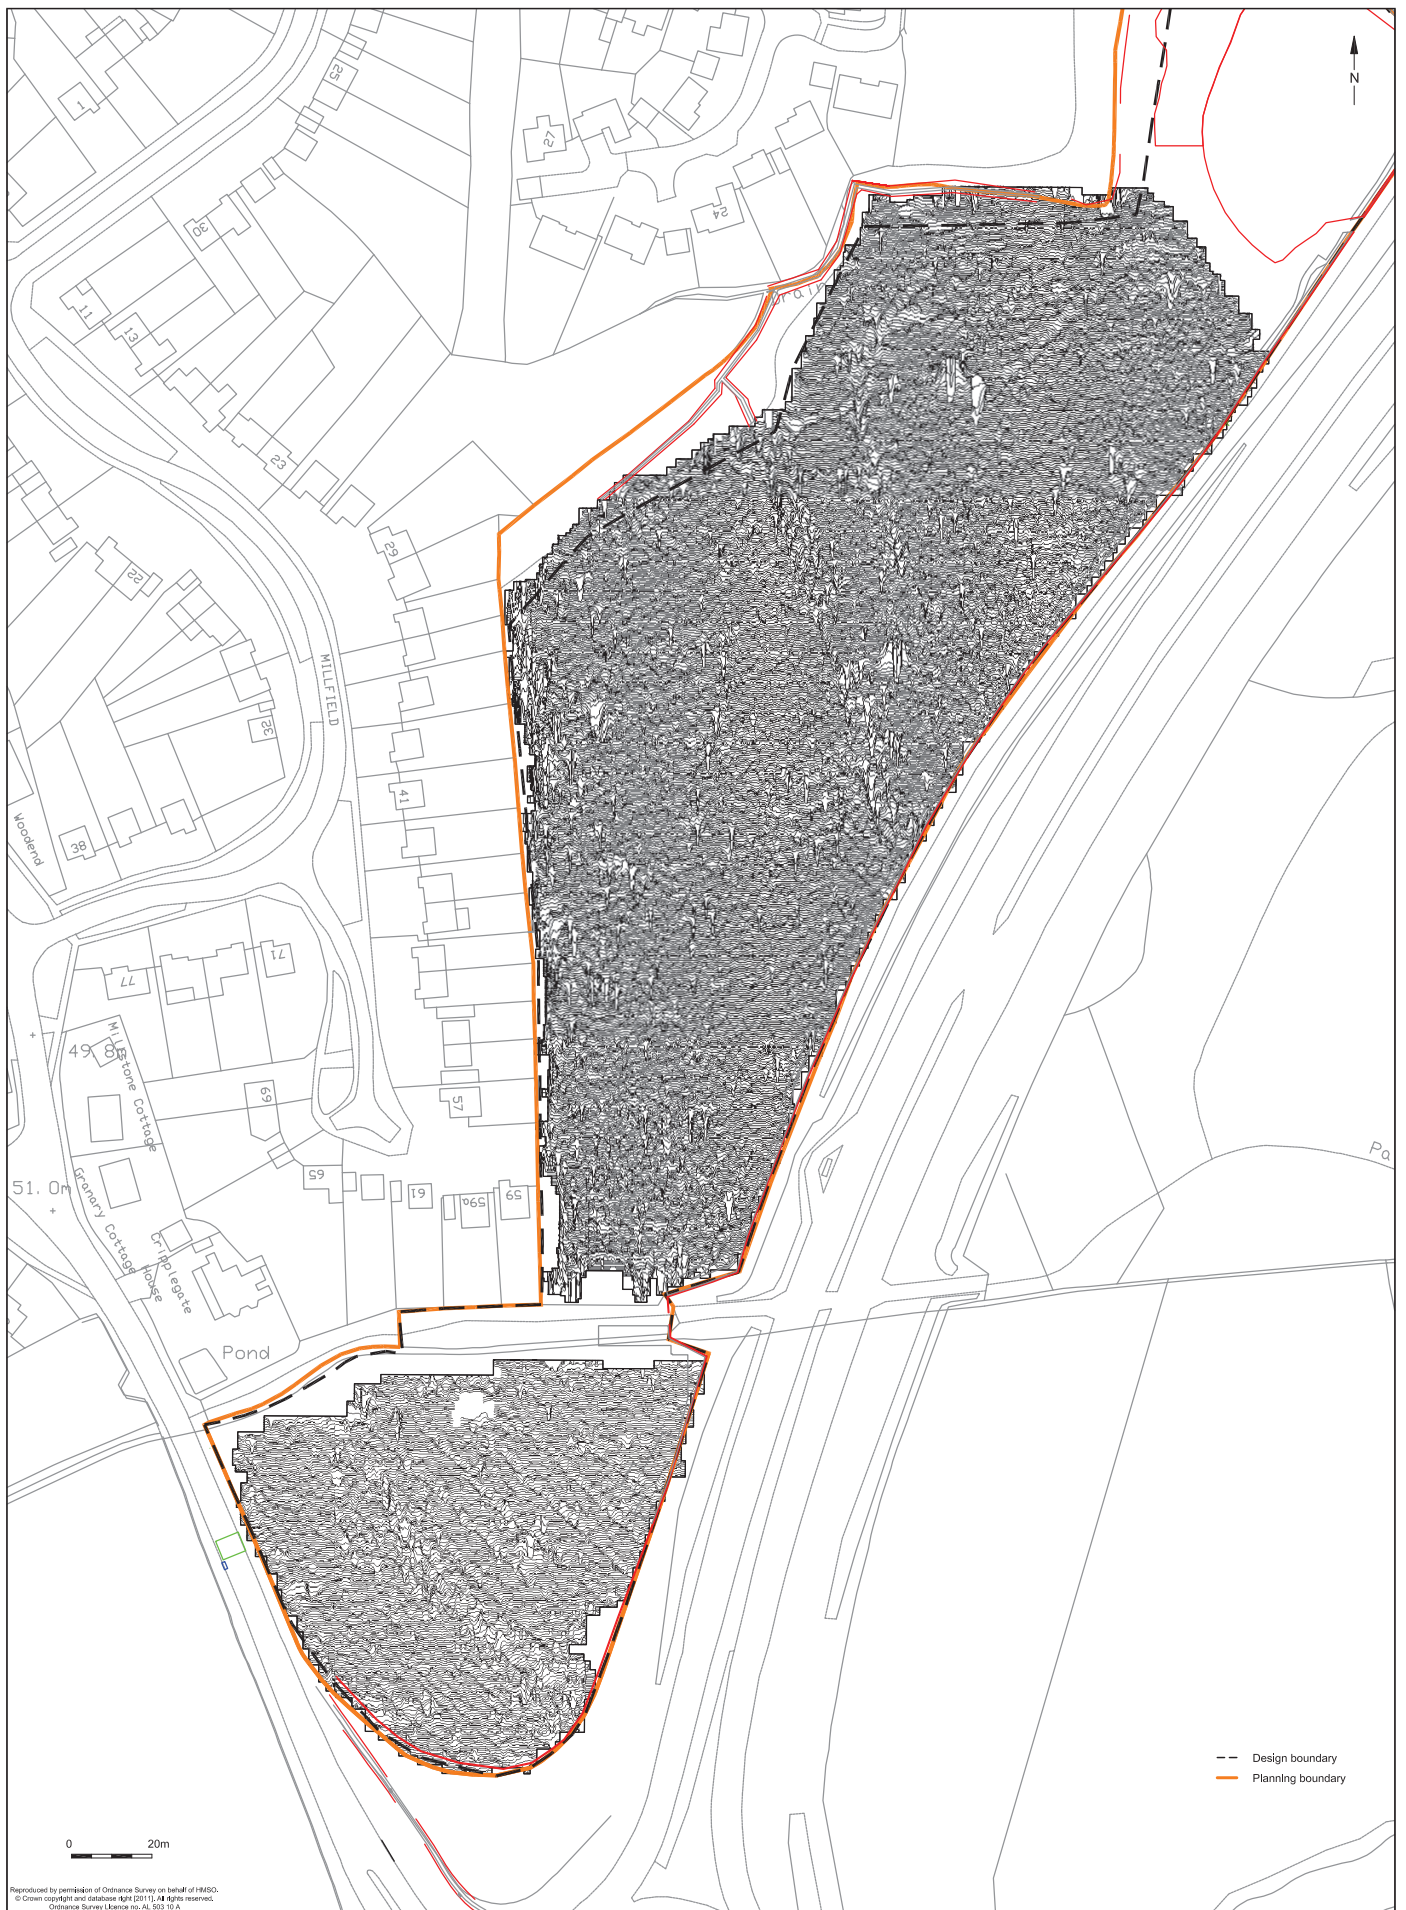 N
1
25
27
24
30
11
13
Drain
23
29
22
MILLFIELD
32
41
Woodend
38
71
77
49.8
Millstone Cottage
69
57
51.0m
Granary Cottage
65
61
59a
59
Cripplegate
House
Pond
Pa
Design boundary
Planning boundary
0 20m
Reproduced by permission of Ordnance Survey on behalf of HMSO.
© Crown copyright and database right [2011]. All rights reserved.
Ordnance Survey Licence no. AL 503 10 A